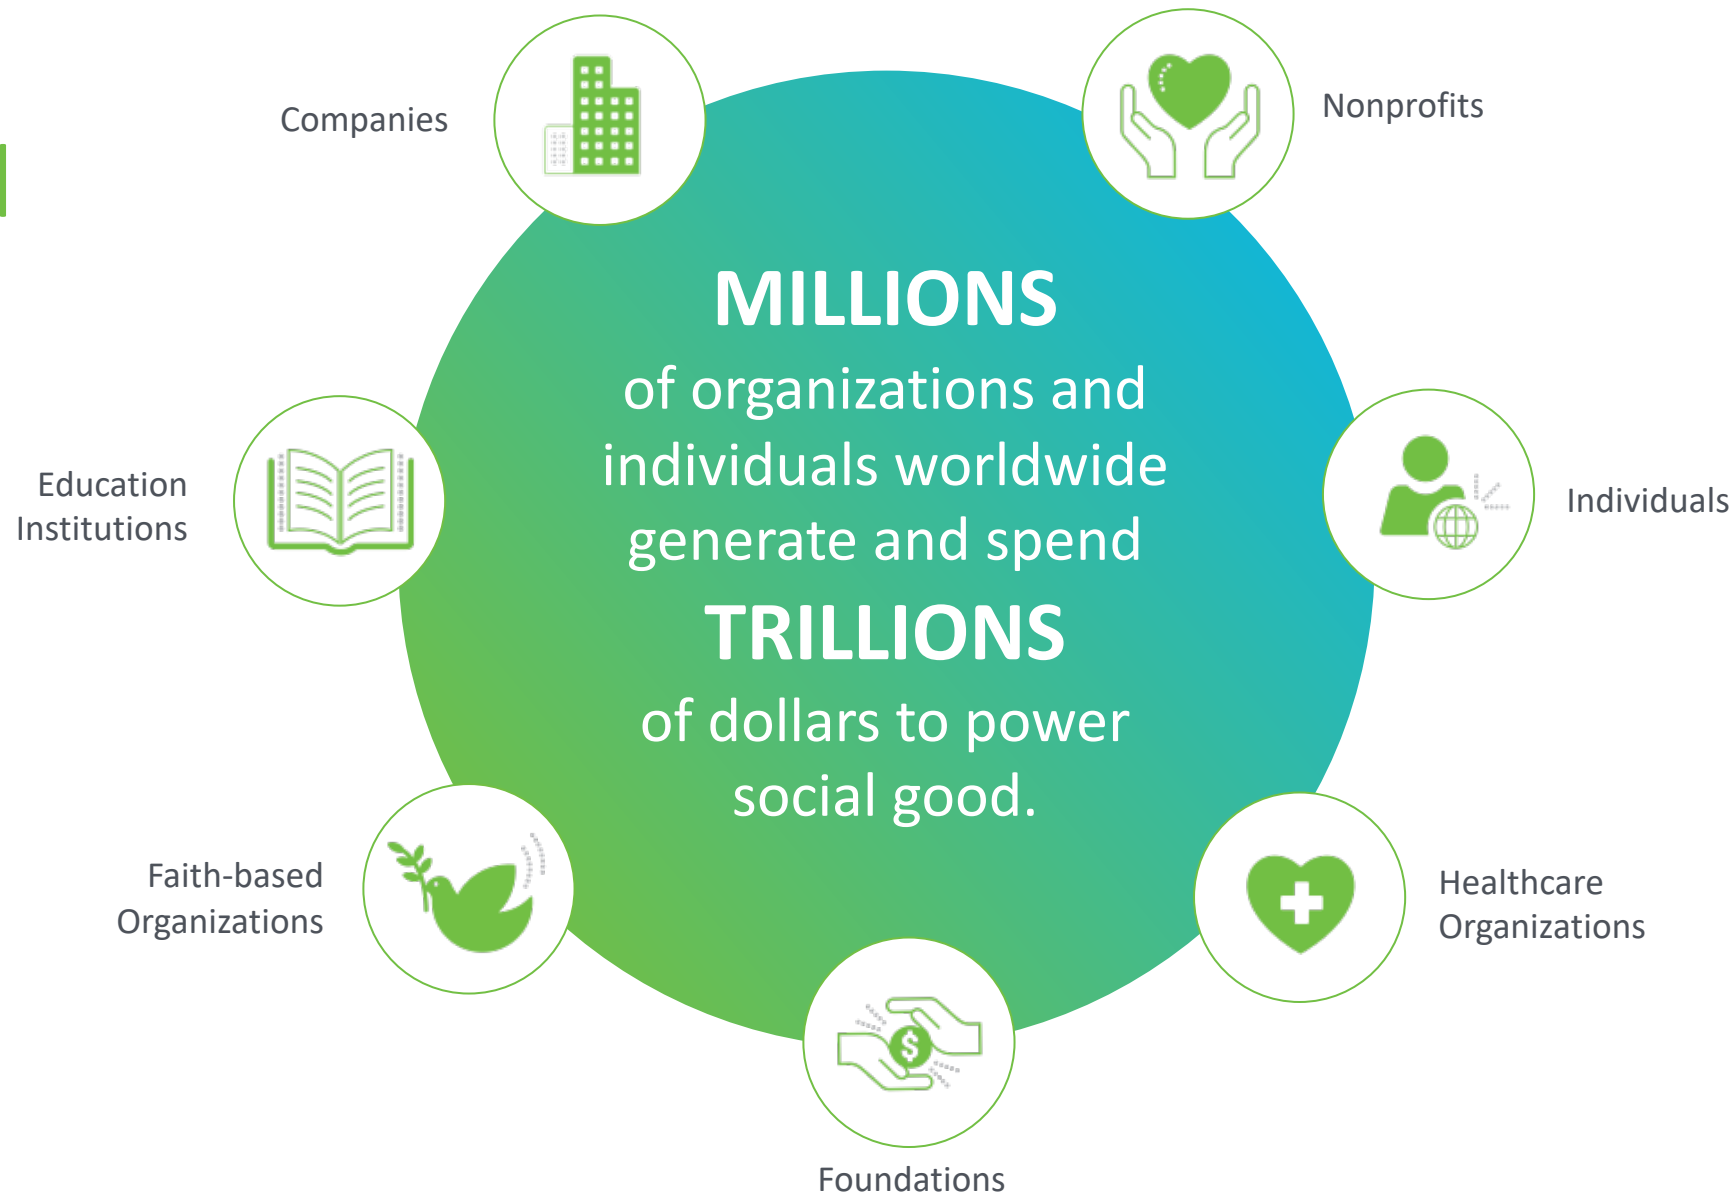 Companies
Nonprofits
MILLIONS
of organizations and
individuals worldwide
generate and spend
TRILLIONS
of dollars to power
social good.
Education
Institutions
Individuals
Faith-based
Organizations
Healthcare
Organizations
$
Foundations